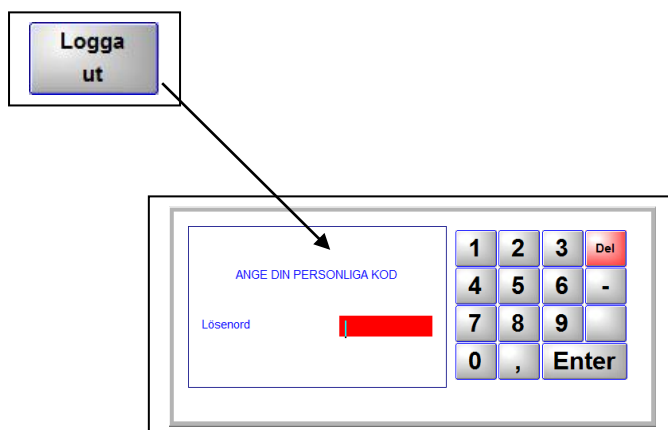 Logga
ut
ANGE DIN PERSONLIGA KOD
Lösenord
1 2 3 Del
4 5 6 -
7 8 9
0 , Enter